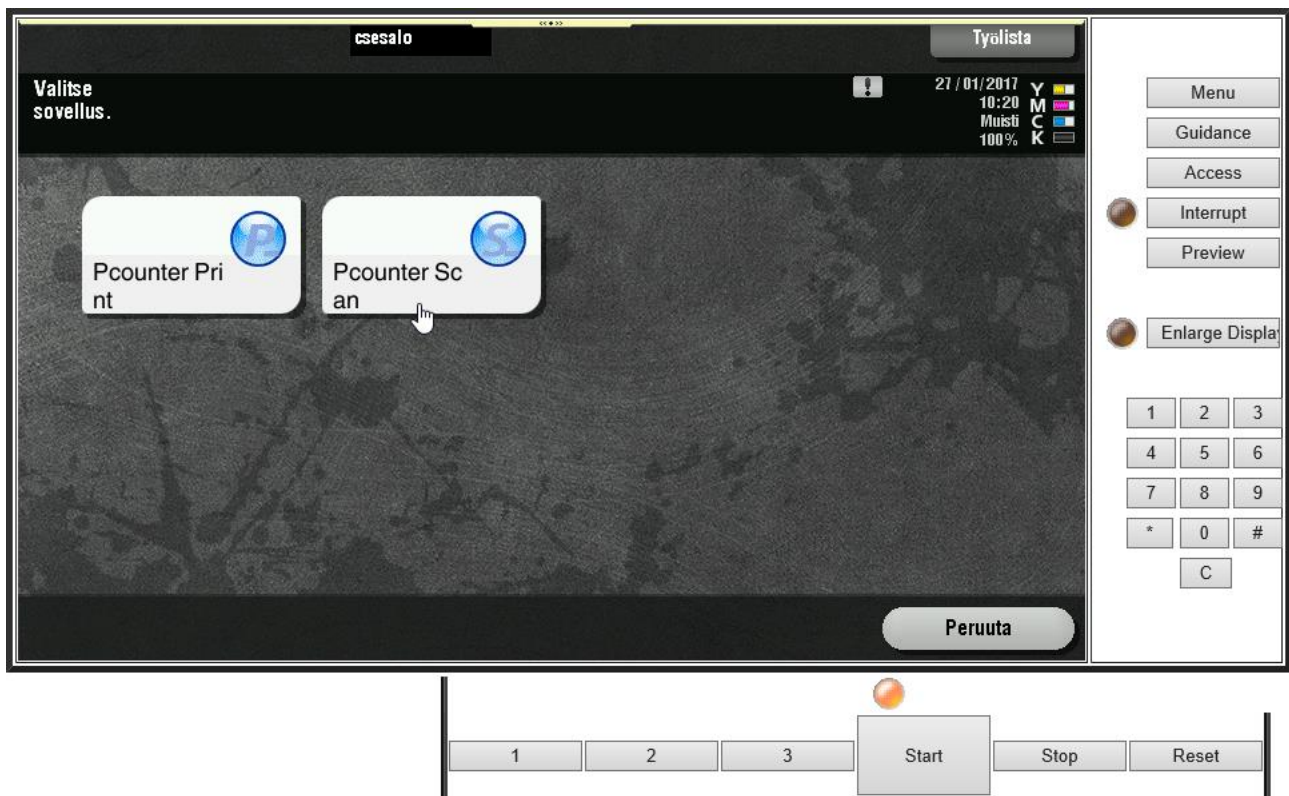 csesalo
Työlista
Valitse
sovellus.
!
27/01/2017
10:20
Muisti
100%
Y
M
C
K
P
Pcounter Pri
nt
S
Pcounter Sc
an
Peruuta
Menu
Guidance
Access
Interrupt
Preview
Enlarge Display
1 2 3
4 5 6
7 8 9
* 0 #
C
1 2 3 Start Stop Reset